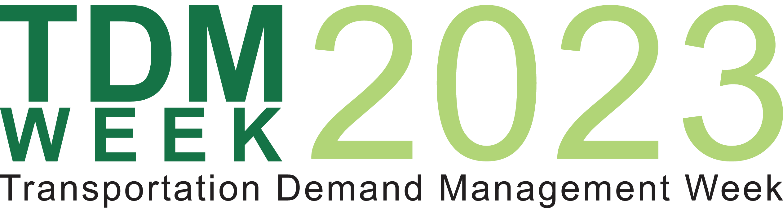 TDM
WEEK
2023
Transportation Demand Management Week